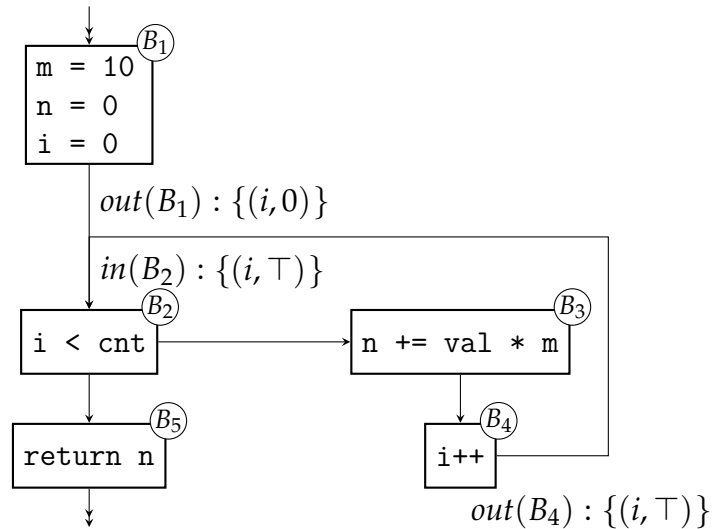 B₁
m = 10
n = 0
i = 0
out(B₁) : {(i, 0)}
in(B₂) : {(i, ⊤)}
B₂
i < cnt
B₃
n += val * m
B₅
return n
B₄
i++
out(B₄) : {(i, ⊤)}